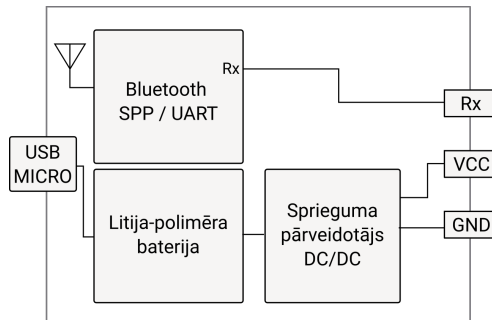 Bluetooth
SPP / UART
Rx
Rx
USB
MICRO
VCC
Litija-polimēra
baterija
Sprieguma
pārveidotājs
DC/DC
GND